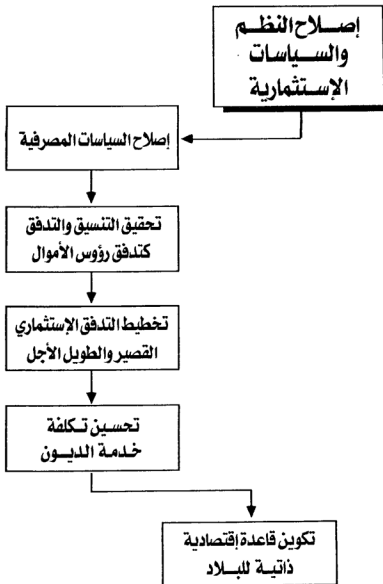 إصلاح النظم
والسياسات
الإستثمارية
إصلاح السياسات المصرفية
تحقيق التنسيق والتدفق
كتدفق رؤوس الأموال
تخطيط التدفق الإستثماري
القصير والطويل الأجل
تحسين تكلفة
خدمة الديون
تكوين قاعدة إقتصادية
ذاتية للبلاد